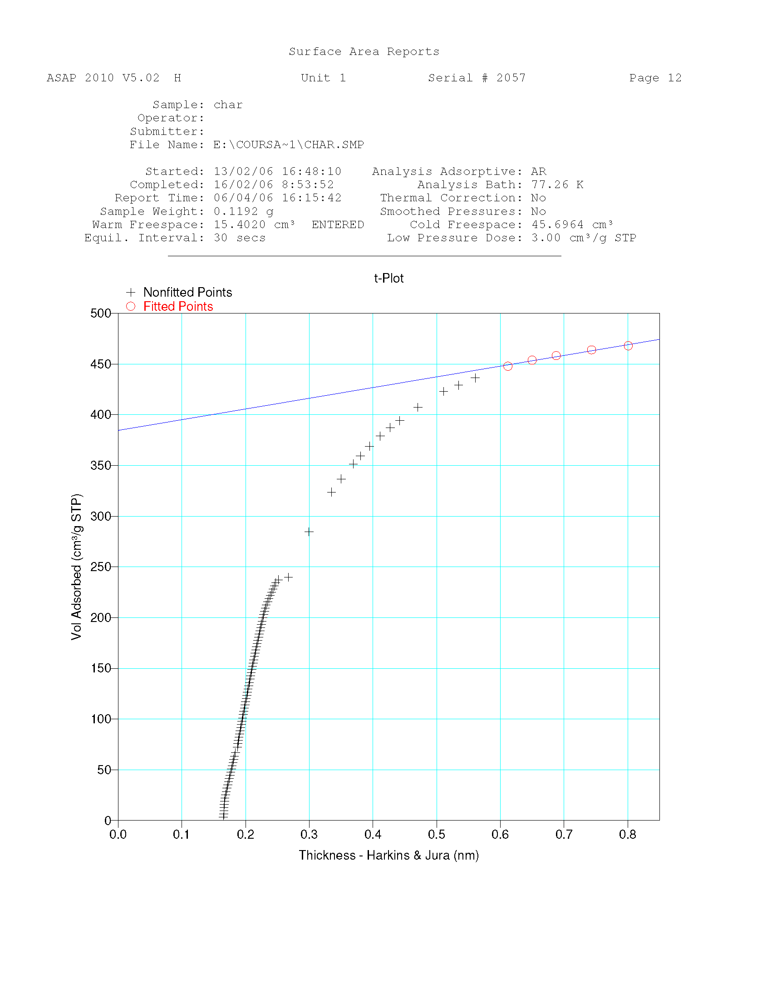 Surface Area Reports
ASAP 2010 V5.02 H Unit 1 Serial # 2057 Page 12
Sample: char
Operator:
Submitter:
File Name: E:\COURSA~1\CHAR.SMP
Started: 13/02/06 16:48:10 Analysis Adsorptive: AR
Completed: 16/02/06 8:53:52 Analysis Bath: 77.26 K
Report Time: 06/04/06 16:15:42 Thermal Correction: No
Sample Weight: 0.1192 g Smoothed Pressures: No
Warm Freespace: 15.4020 cm³ ENTERED Cold Freespace: 45.6964 cm³
Equil. Interval: 30 secs Low Pressure Dose: 3.00 cm³/g STP
t-Plot
Nonfitted Points
Fitted Points
500
450
400
350
300
250
200
150
100
50
0
Vol Adsorbed (cm³/g STP)
0.0 0.1 0.2 0.3 0.4 0.5 0.6 0.7 0.8
Thickness - Harkins & Jura (nm)